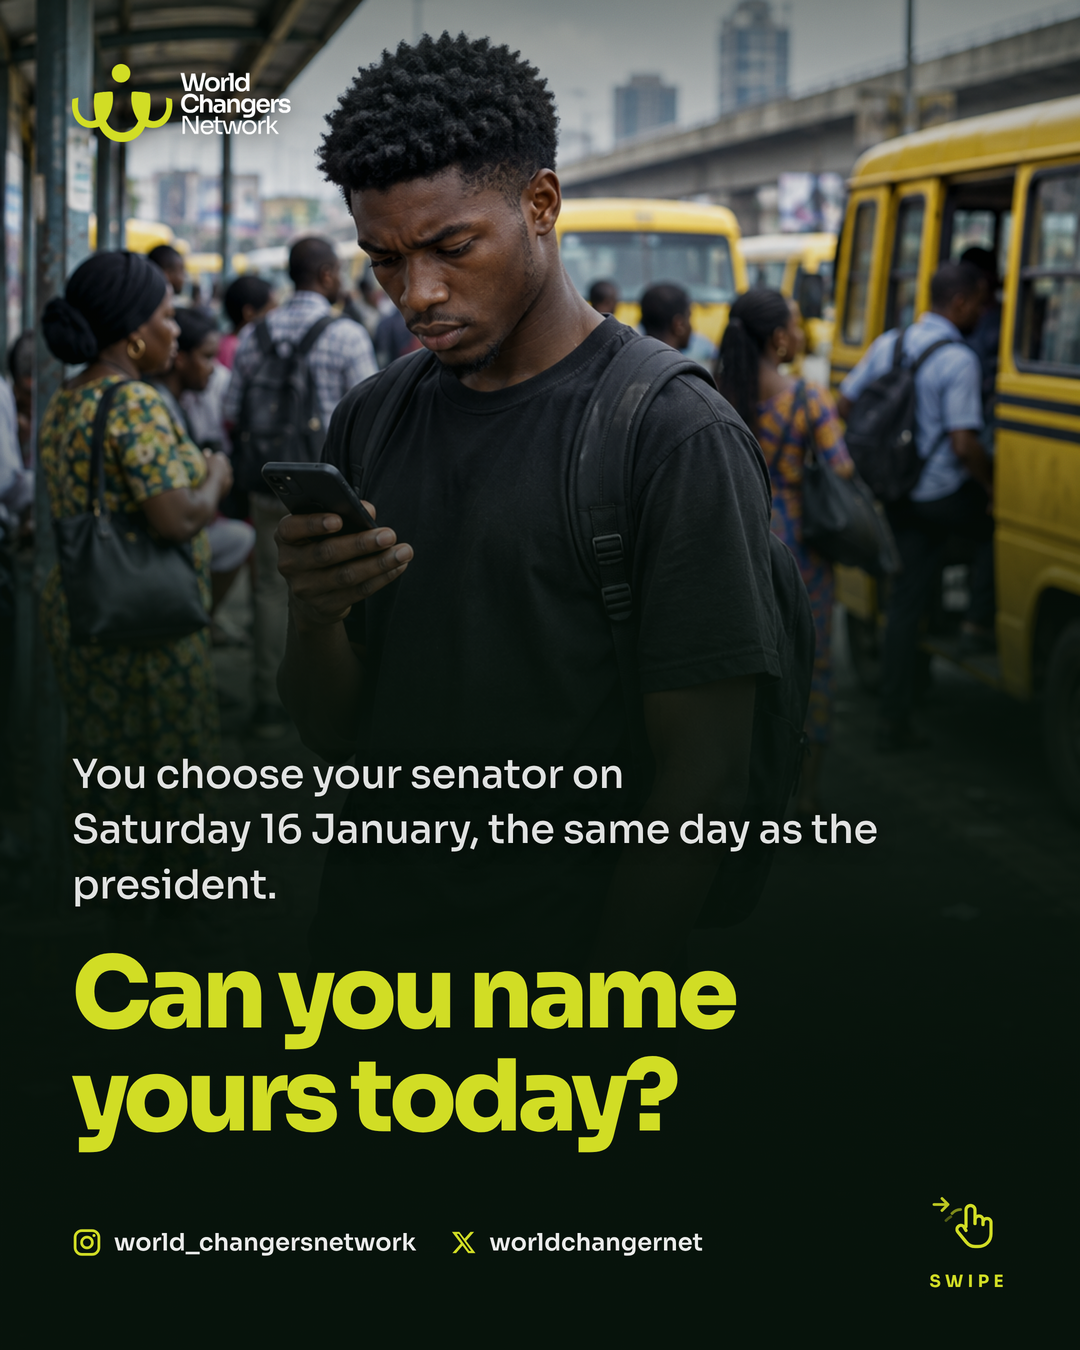 World
Changers
Network
You choose your senator on
Saturday 16 January, the same day as the
president.
Can you name
yours today?
world_changersnetwork
worldchangernet
SWIPE